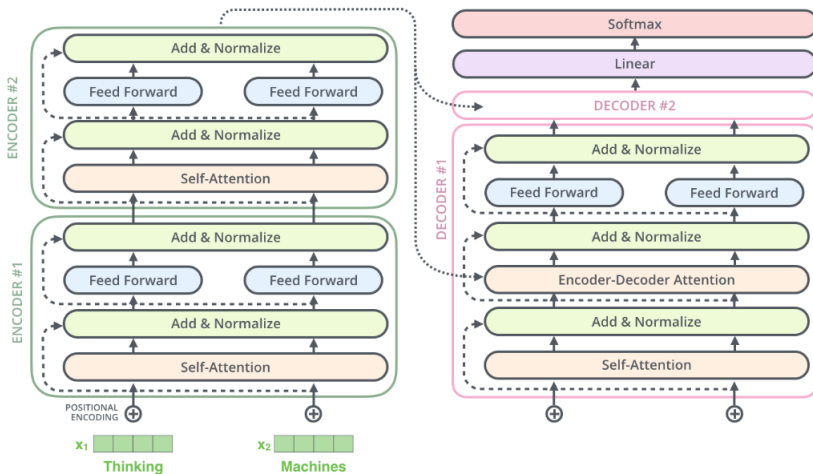 ENCODER #2
Add & Normalize
Feed Forward
Feed Forward
Add & Normalize
Self-Attention
ENCODER #1
Add & Normalize
Feed Forward
Feed Forward
Add & Normalize
Self-Attention
POSITIONAL
ENCODING
x₁
x₂
Thinking
Machines
Softmax
Linear
DECODER #2
DECODER #1
Add & Normalize
Feed Forward
Feed Forward
Add & Normalize
Encoder-Decoder Attention
Add & Normalize
Self-Attention